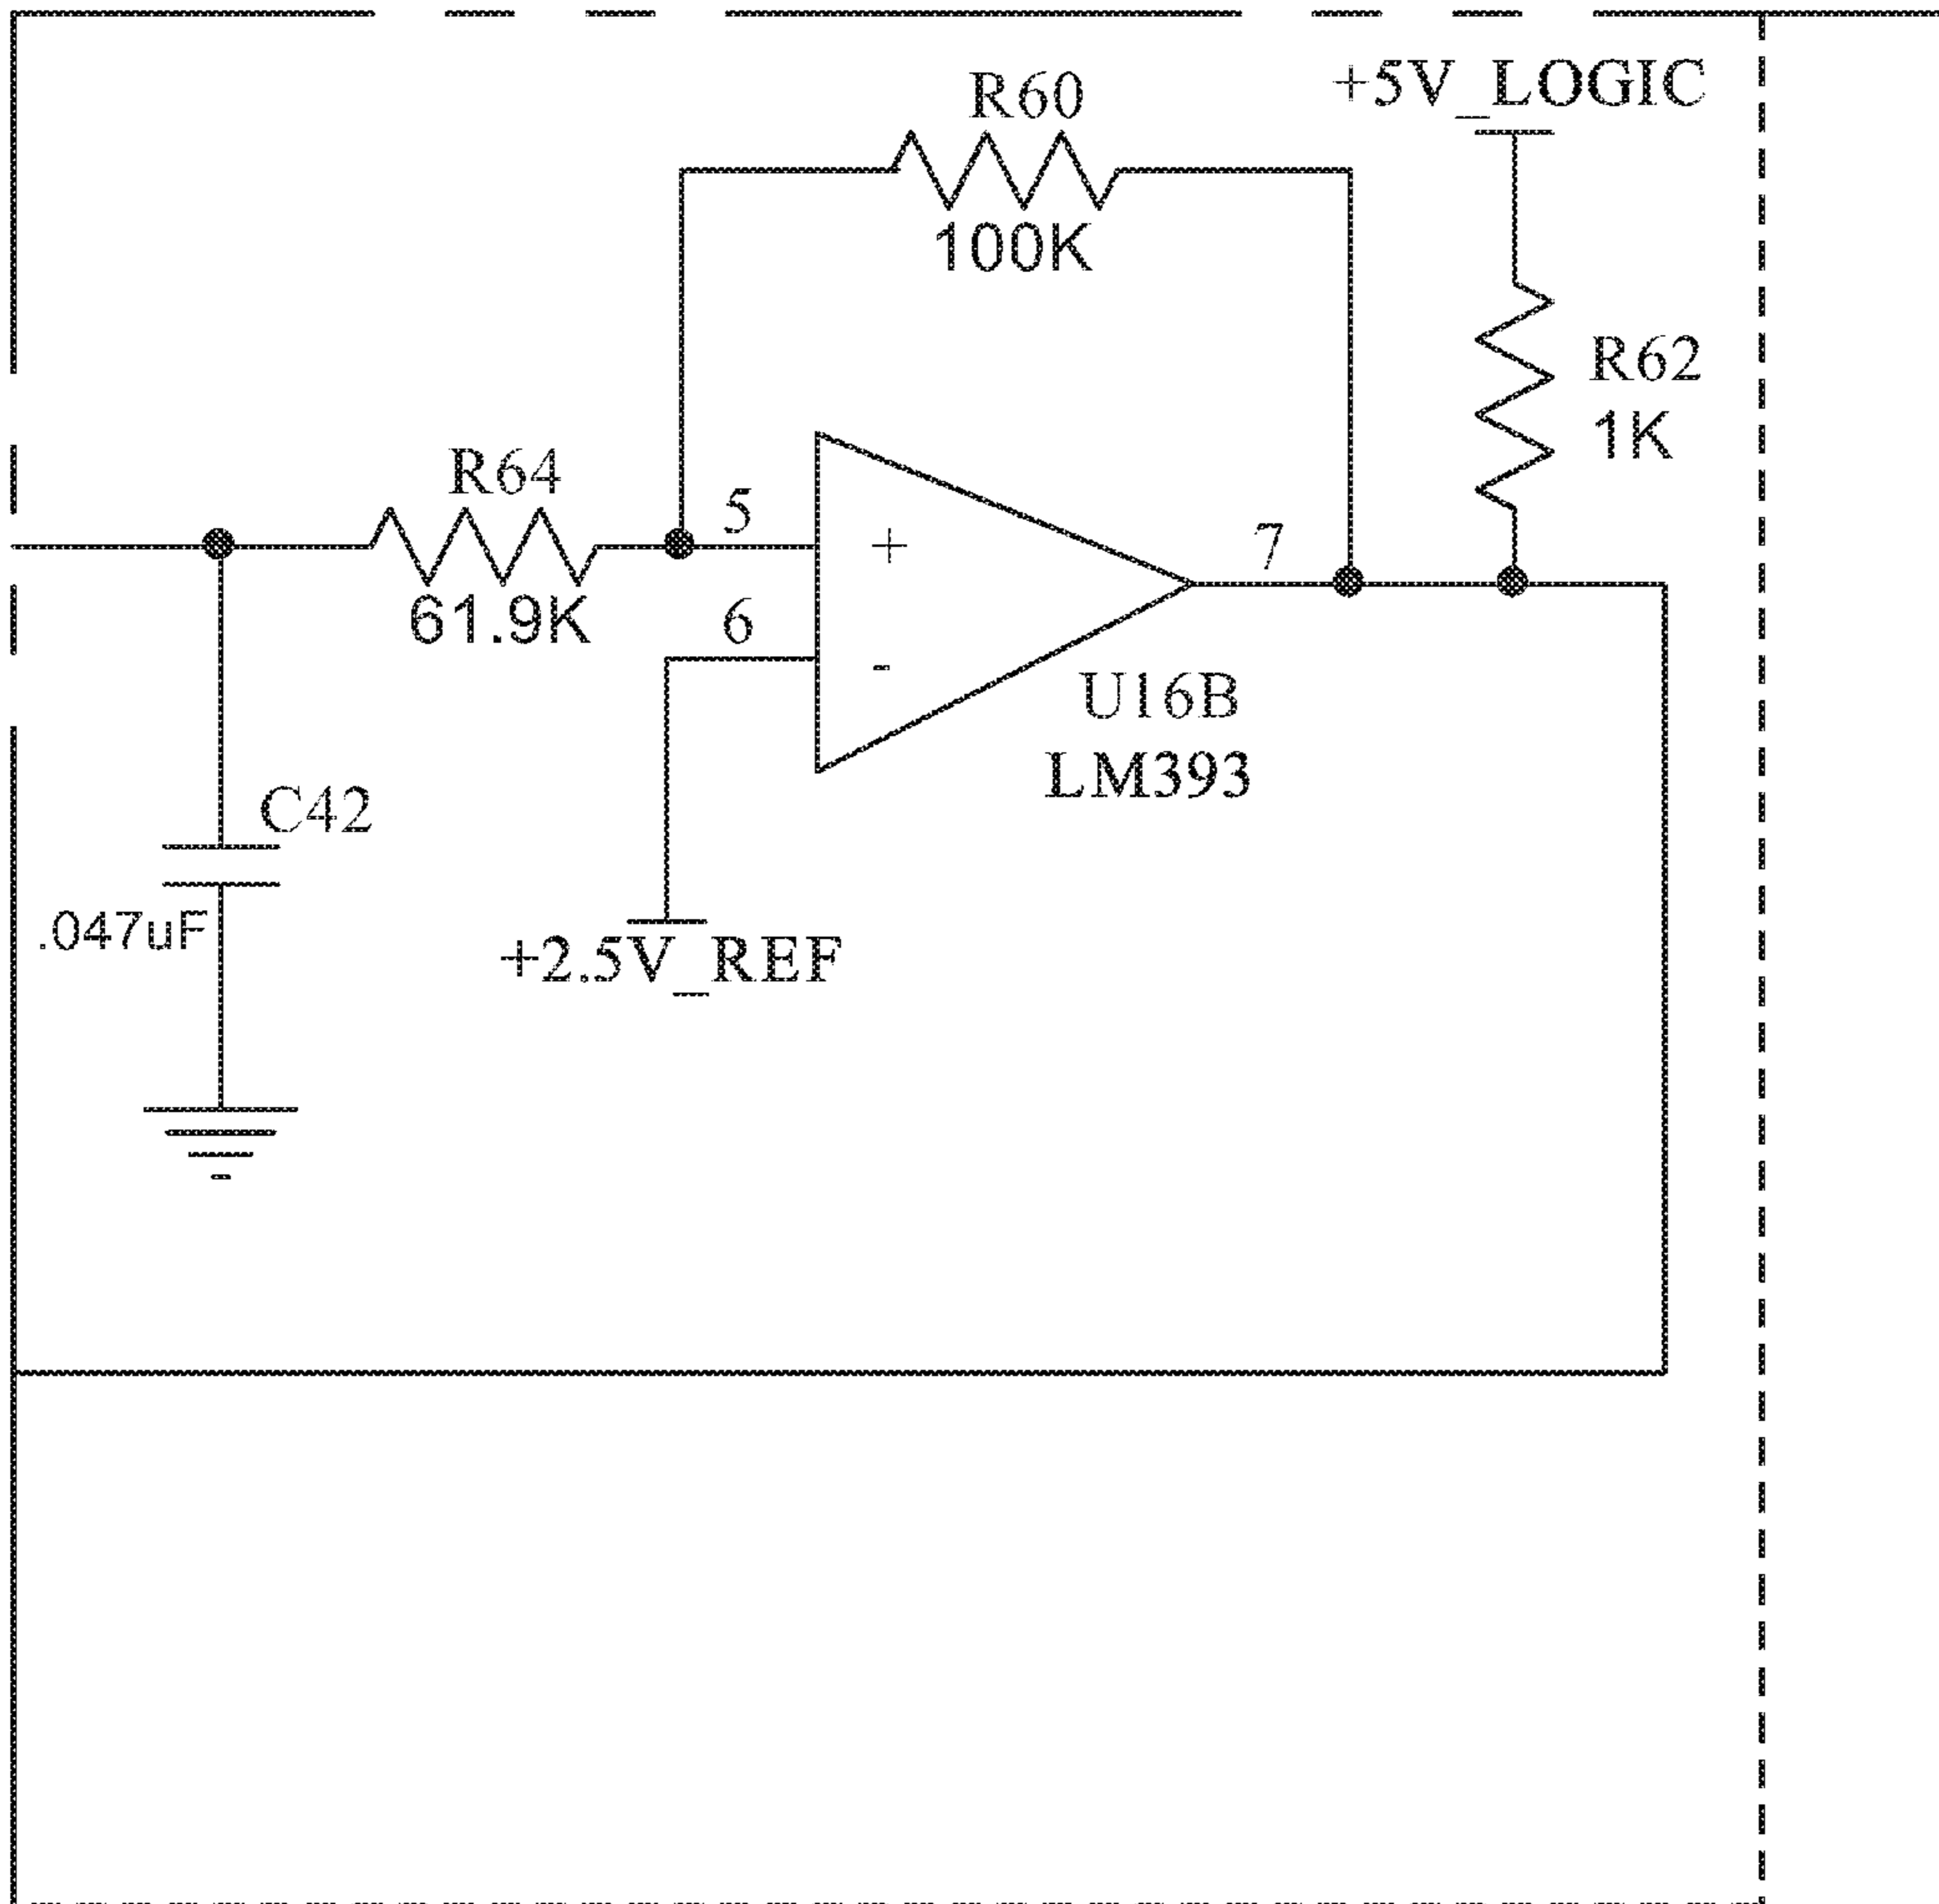 R60
100K
+5V_LOGIC
R62
1K
R64
61.9K
5
+
6
-
7
U16B
LM393
C42
.047uF
+2.5V_REF